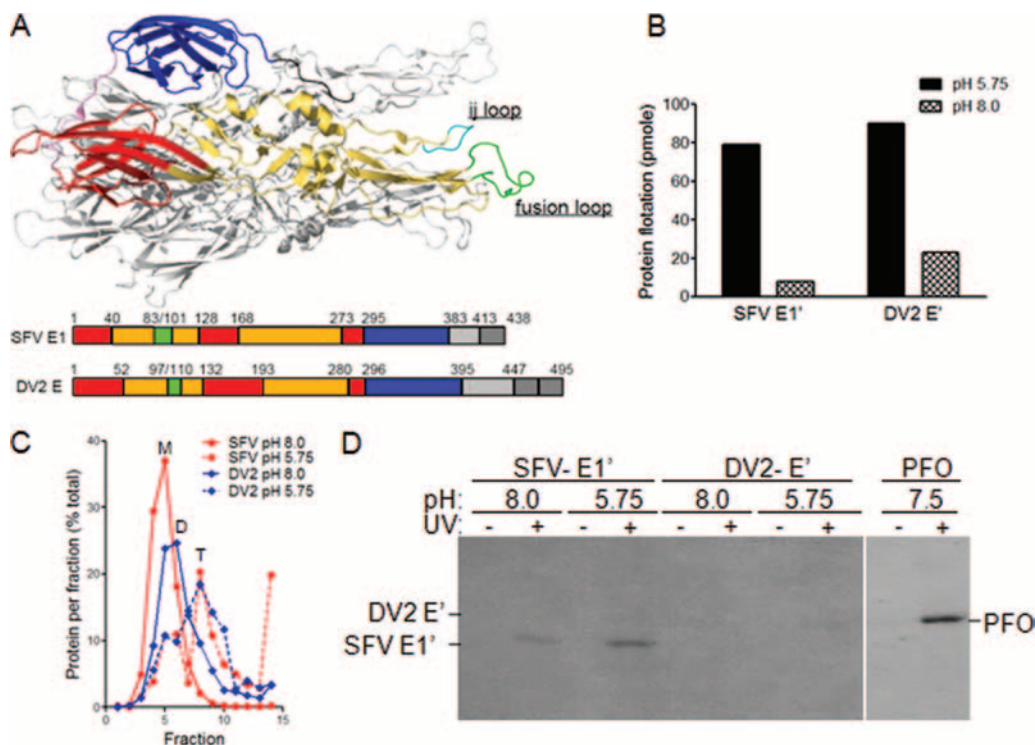 A
ij loop
fusion loop
1 40 83/101 128 168 273 295 383 413 438
SFV E1
1 52 97/110 132 193 280 296 395 447 495
DV2 E
B
pH 5.75
pH 8.0
Protein flotation (pmole)
100
80
60
40
20
0
SFV E1' DV2 E'
C
SFV pH 8.0
SFV pH 5.75
DV2 pH 8.0
DV2 pH 5.75
M
D
T
Protein per fraction (% total)
40
30
20
10
0
0 5 10 15
Fraction
D
SFV- E1' DV2- E' PFO
pH: 8.0 5.75 8.0 5.75 7.5
UV: - + - + - + - + - +
DV2 E'
SFV E1'
PFO